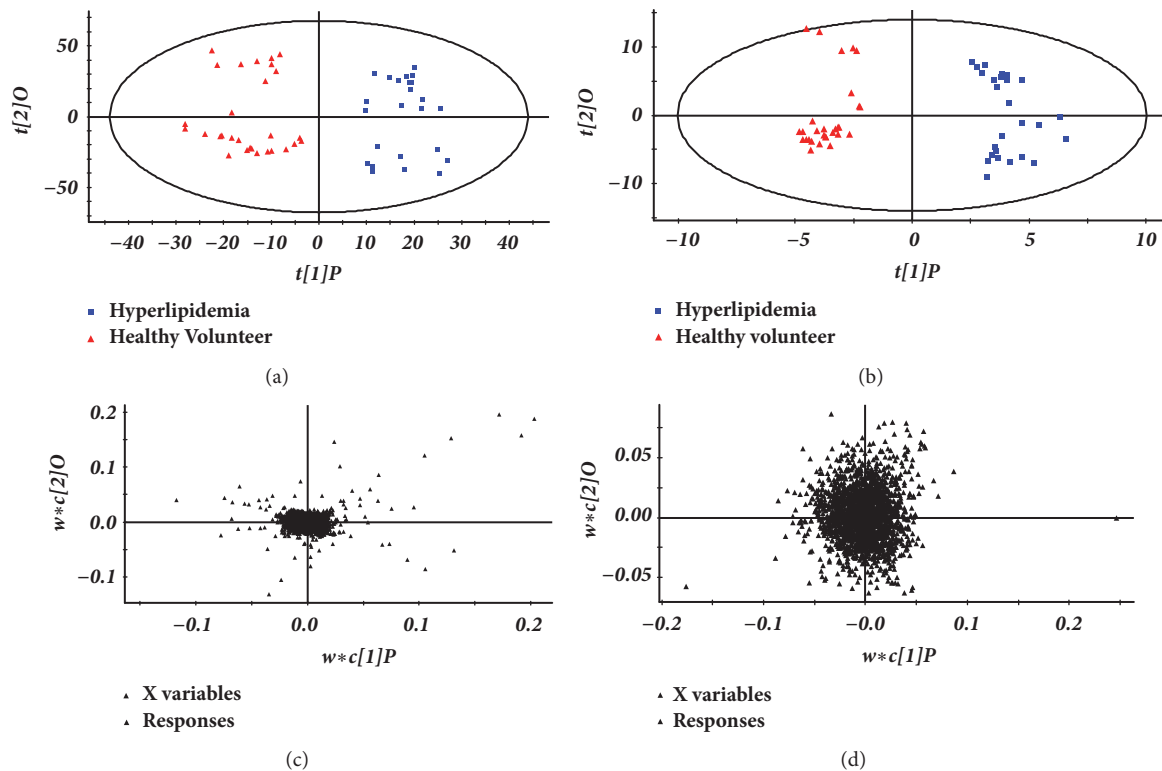 50
0
−50
t[2]O
−40 −30 −20 −10 0 10 20 30 40
t[1]P
Hyperlipidemia
Healthy Volunteer
(a)
10
0
−10
t[2]O
−10 −5 0 5 10
t[1]P
Hyperlipidemia
Healthy volunteer
(b)
0.2
0.1
0.0
−0.1
w∗c[2]O
−0.1 0.0 0.1 0.2
w∗c[1]P
X variables
Responses
(c)
0.05
0.00
−0.05
w∗c[2]O
−0.2 −0.1 −0.0 0.1 0.2
w∗c[1]P
X variables
Responses
(d)